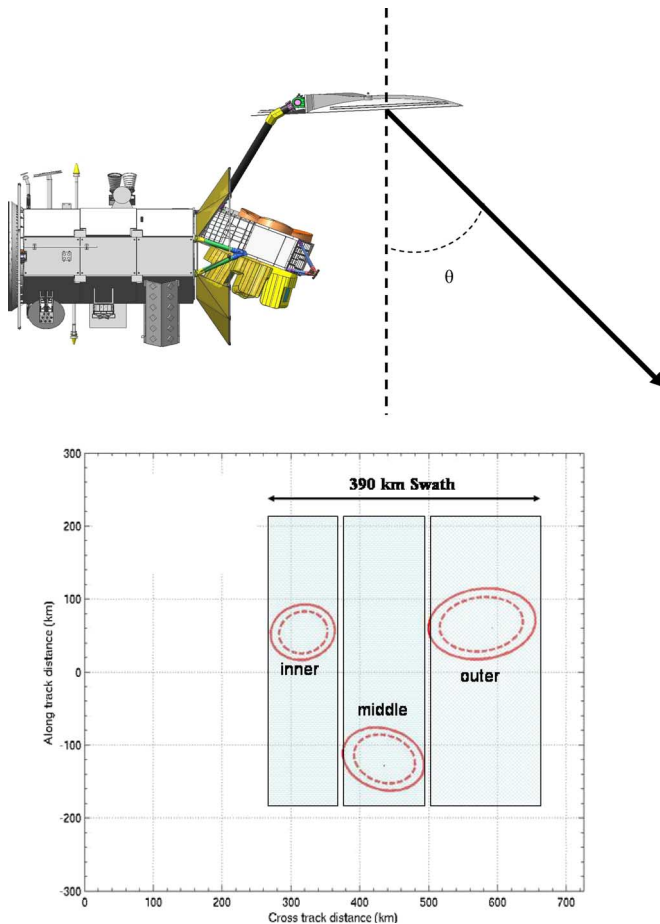 θ
300
390 km Swath
200
100
inner
outer
0
middle
-100
-200
-300
0
100
200
300
400
500
600
700
Along track distance (km)
Cross track distance (km)